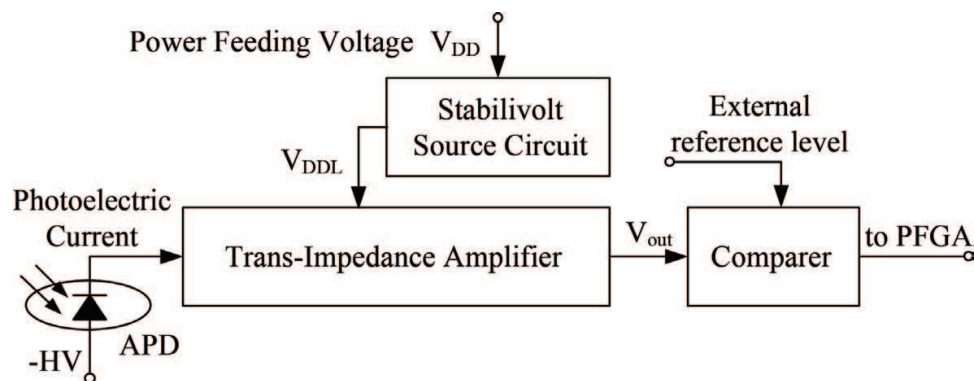 Power Feeding Voltage V_DD
Stabilivolt
Source Circuit
External
reference level
V_DDL
Photoelectric
Current
Trans-Impedance Amplifier
V_out
Comparer
to PFGA
APD
-HV